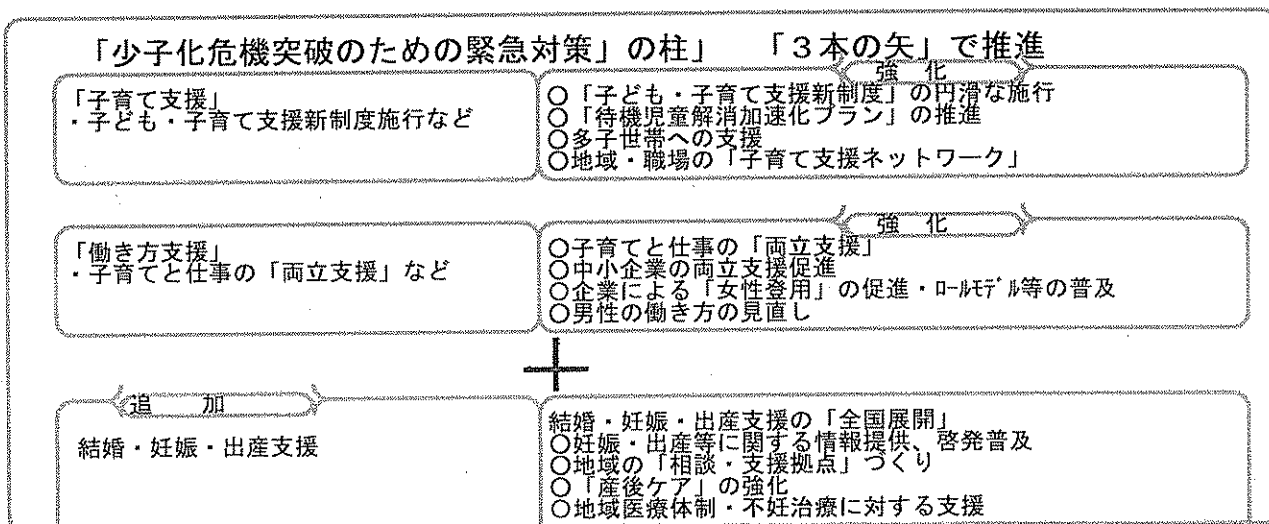 「少子化危機突破のための緊急対策」の柱」　「３本の矢」で推進
「子育て支援」
・子ども・子育て支援新制度施行など
強　化
○「子ども・子育て支援新制度」の円滑な施行
○「待機児童解消加速化プラン」の推進
○多子世帯への支援
○地域・職場の「子育て支援ネットワーク」
「働き方支援」
・子育てと仕事の「両立支援」など
強　化
○子育てと仕事の「両立支援」
○中小企業の両立支援促進
○企業による「女性登用」の促進・ﾛｰﾙﾓﾃﾞﾙ等の普及
○男性の働き方の見直し
＋
追　加
結婚・妊娠・出産支援
結婚・妊娠・出産支援の「全国展開」
○妊娠・出産等に関する情報提供、啓発普及
○地域の「相談・支援拠点」づくり
○「産後ケア」の強化
○地域医療体制・不妊治療に対する支援